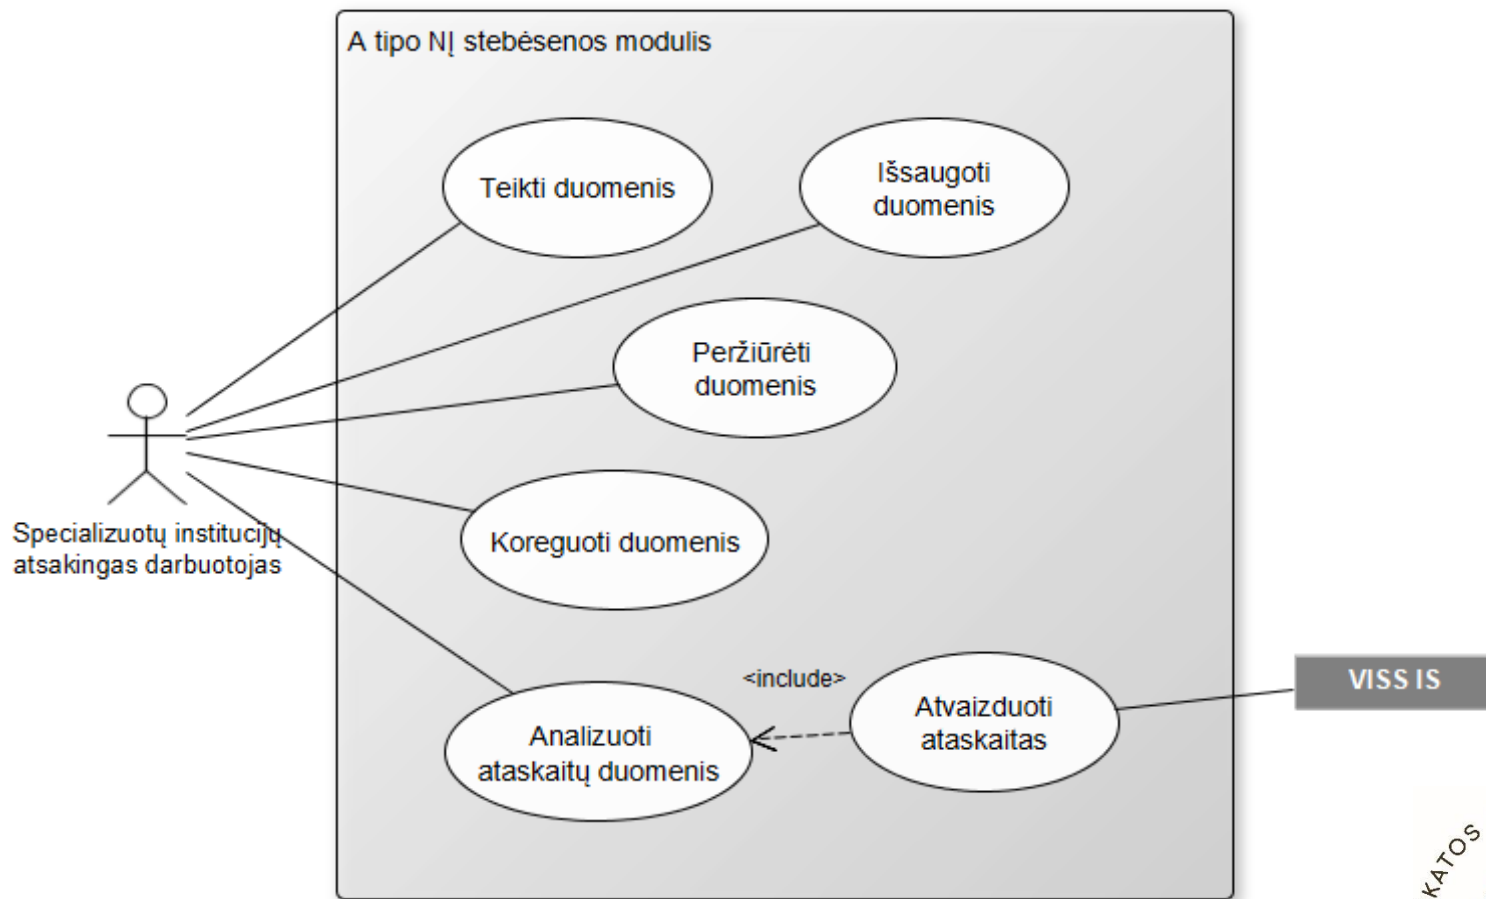 A tipo NĮ stebėsenos modulis
Teikti duomenis
Išsaugoti
duomenis
Peržiūrėti
duomenis
Specializuotų institucijų
atsakingas darbuotojas
Koreguoti duomenis
<include>
Analizuoti
ataskaitų duomenis
Atvaizduoti
ataskaitas
VISS IS
KATOS